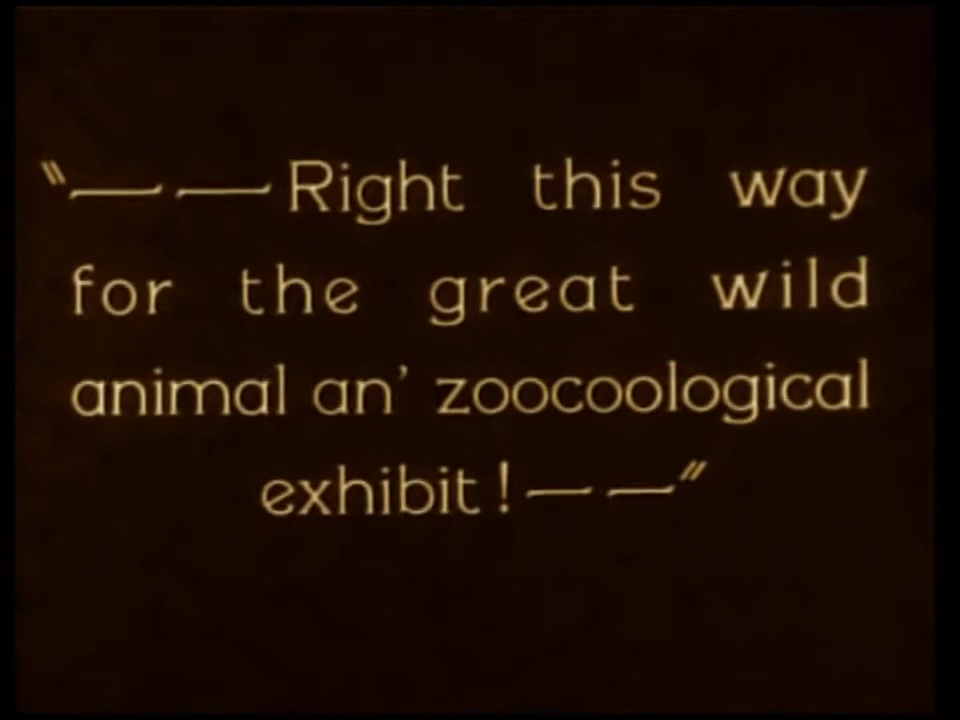 "——Right this way
for the great wild
animal an' zoocoological
exhibit!——"